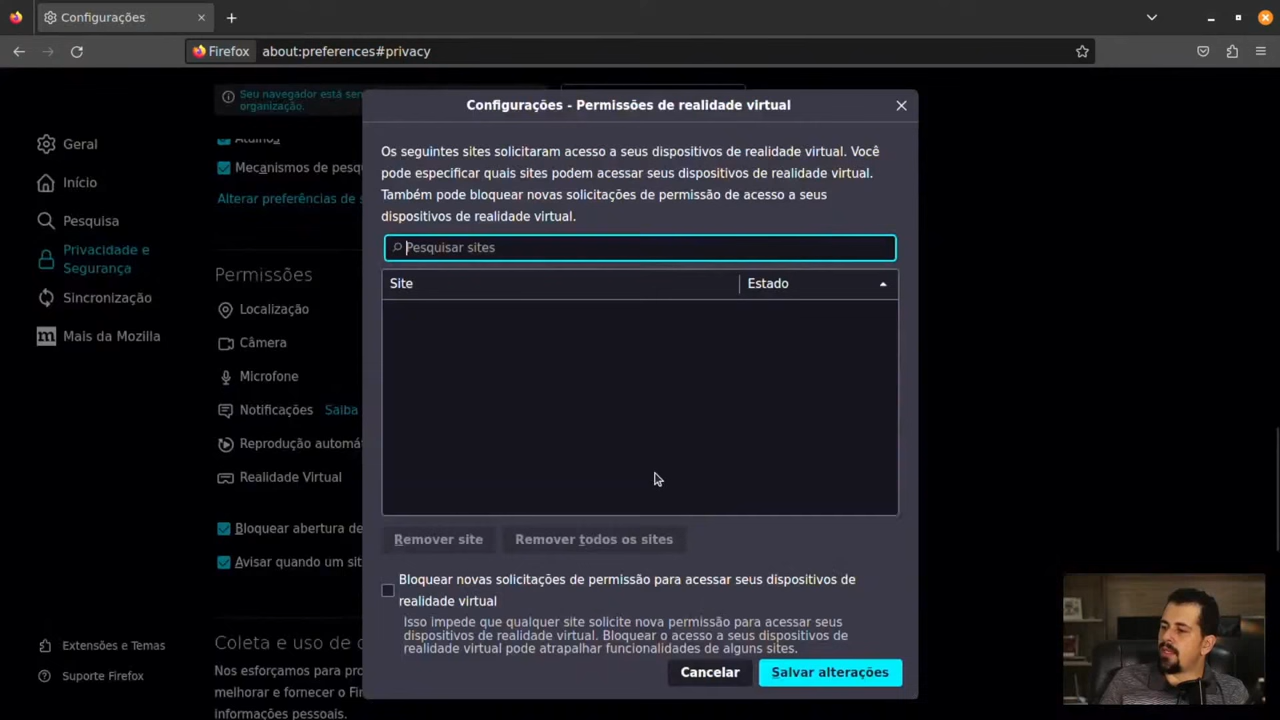 Configurações
Firefox
about:preferences#privacy
Seu navegador está sen
organização.
Geral
Início
Pesquisa
Privacidade e
Segurança
Sincronização
Mais da Mozilla
Extensões e Temas
Suporte Firefox
Atalhos
Mecanismos de pesqu
Alterar preferências de s
Permissões
Localização
Câmera
Microfone
Notificações Saiba
Reprodução automá
Realidade Virtual
Bloquear abertura de
Avisar quando um sit
Coleta e uso de d
Nos esforçamos para pro
melhorar e fornecer o Fir
informações pessoais.
Configurações - Permissões de realidade virtual
Os seguintes sites solicitaram acesso a seus dispositivos de realidade virtual. Você
pode especificar quais sites podem acessar seus dispositivos de realidade virtual.
Também pode bloquear novas solicitações de permissão de acesso a seus
dispositivos de realidade virtual.
Pesquisar sites
Site Estado
Remover site Remover todos os sites
Bloquear novas solicitações de permissão para acessar seus dispositivos de
realidade virtual
Isso impede que qualquer site solicite nova permissão para acessar seus
dispositivos de realidade virtual. Bloquear o acesso a seus dispositivos de
realidade virtual pode atrapalhar funcionalidades de alguns sites.
Cancelar Salvar alterações